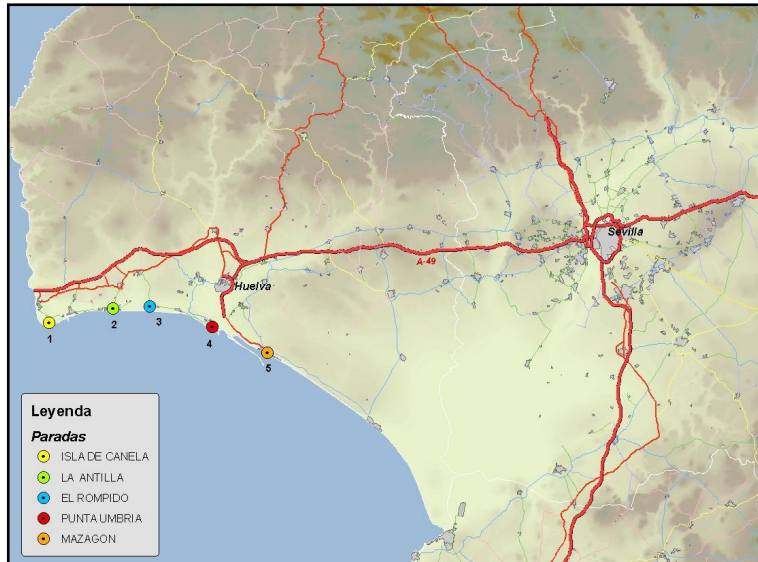 Sevilla
A-49
Huelva
1
2
3
4
5
Leyenda
Paradas
ISLA DE CANELA
LA ANTILLA
EL ROMPIDO
PUNTA UMBRIA
MAZAGON